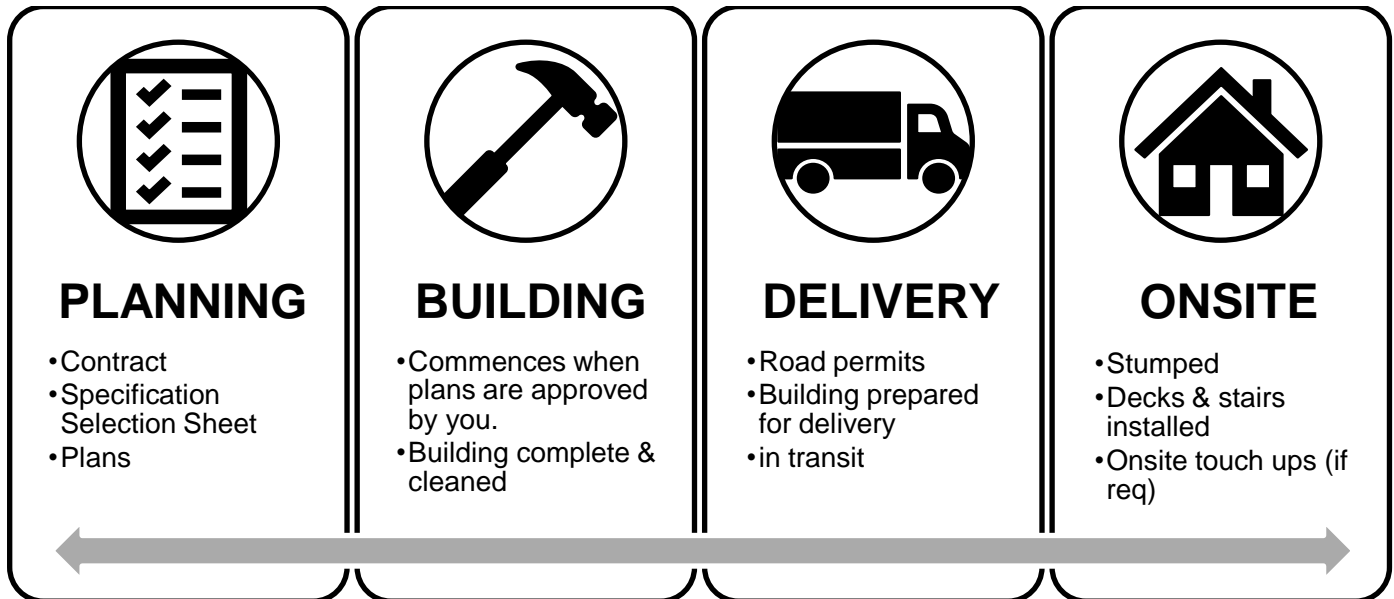 PLANNING
•Contract
•Specification
Selection Sheet
•Plans
BUILDING
•Commences when
plans are approved
by you.
•Building complete &
cleaned
DELIVERY
•Road permits
•Building prepared
for delivery
•in transit
ONSITE
•Stumped
•Decks & stairs
installed
•Onsite touch ups (if
req)